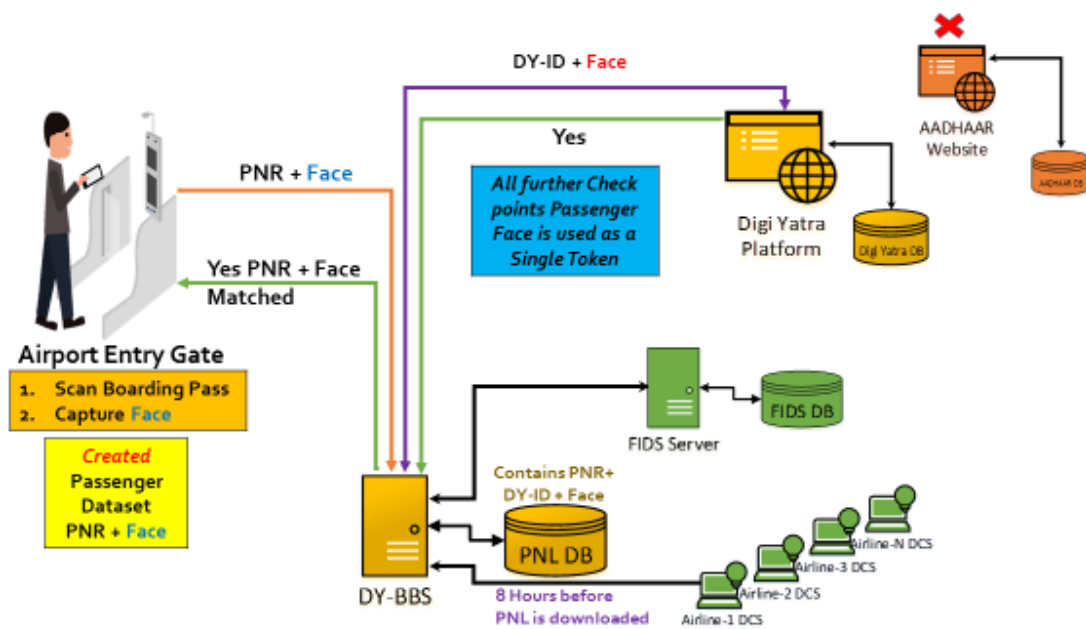 DY-ID + Face
AADHAAR
Website
AADHAAR DB
PNR + Face
Yes
All further Check
points Passenger
Face is used as a
Single Token
Digi Yatra
Platform
Digi Yatra DB
Yes PNR + Face
Matched
Airport Entry Gate
1. Scan Boarding Pass
2. Capture Face
Created
Passenger
Dataset
PNR + Face
FIDS Server
FIDS DB
Contains PNR+
DY-ID + Face
PNL DB
DY-BBS
8 Hours before
PNL is downloaded
Airline-N DCS
Airline-3 DCS
Airline-2 DCS
Airline-1 DCS